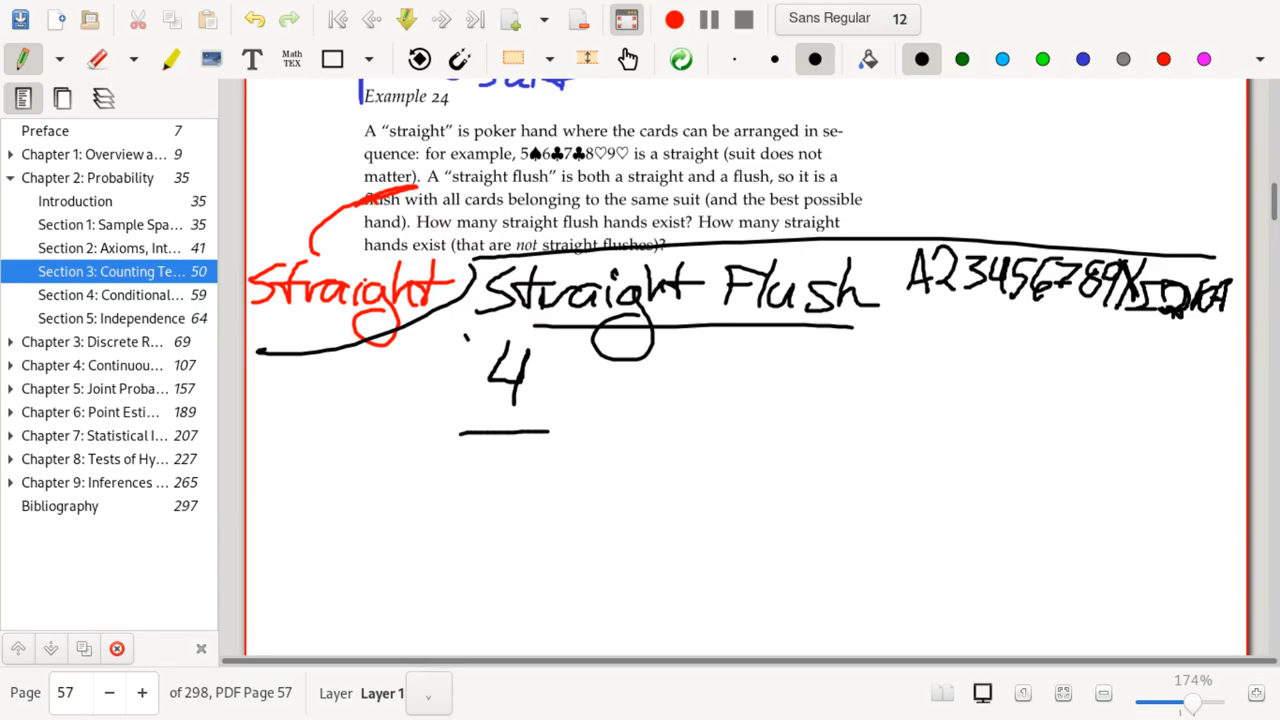 Sans Regular 12
T Math TEX
Example 24
Preface 7
Chapter 1: Overview a... 9
Chapter 2: Probability 35
Introduction 35
Section 1: Sample Spa... 35
Section 2: Axioms, Int... 41
Section 3: Counting Te... 50
Section 4: Conditional... 59
Section 5: Independence 64
Chapter 3: Discrete R... 69
Chapter 4: Continuou... 107
Chapter 5: Joint Proba... 157
Chapter 6: Point Esti... 189
Chapter 7: Statistical I... 207
Chapter 8: Tests of Hy... 227
Chapter 9: Inferences ... 265
Bibliography 297
A “straight” is poker hand where the cards can be arranged in se-
quence: for example, 5♠6♣7♣8♡9♡ is a straight (suit does not
matter). A “straight flush” is both a straight and a flush, so it is a
flush with all cards belonging to the same suit (and the best possible
hand). How many straight flush hands exist? How many straight
hands exist (that are not straight flushes)?
Straight Straight Flush A23456789XJQKA
4
Page 57 of 298, PDF Page 57 Layer Layer 1 174%